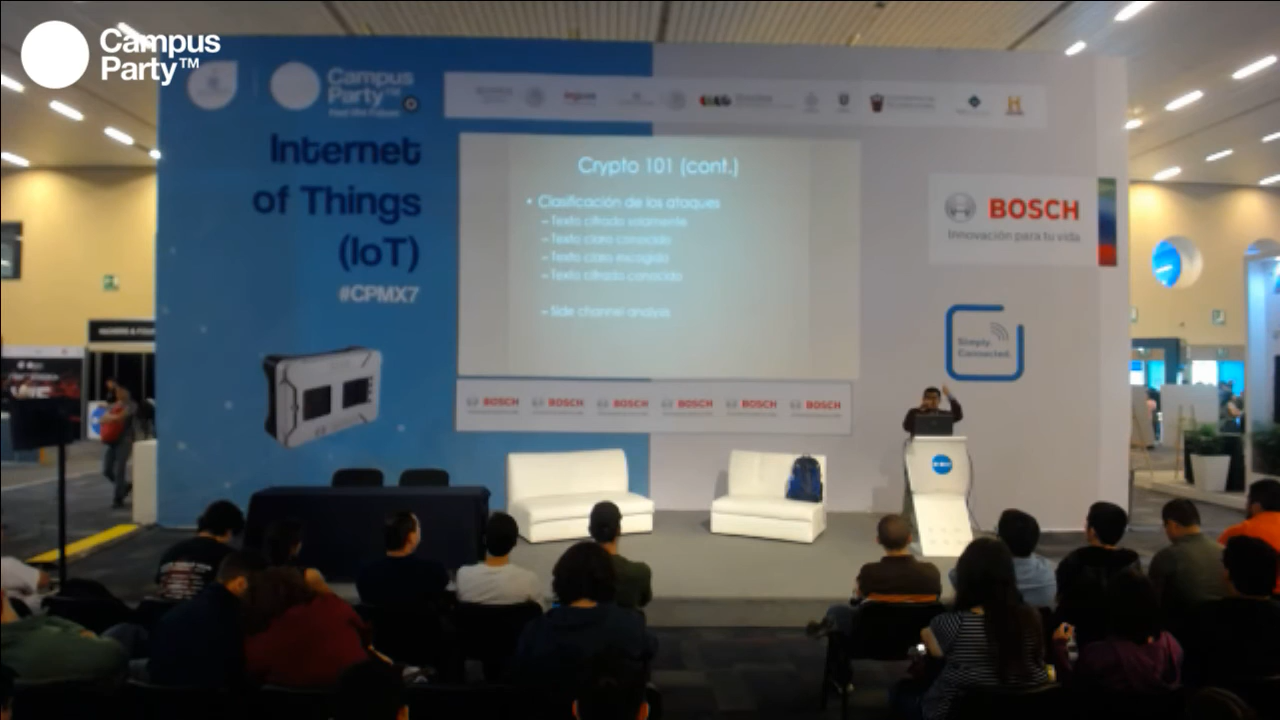 Campus
Party™
Campus
Party™
Internet
of Things
(IoT)
#CPMX7
Crypto 101 (cont.)
• Clasificación de los ataques
– Texto cifrado solamente
– Texto claro conocido
– Texto claro escogido
– Texto cifrado conocido
– Side channel analysis
BOSCH
Innovación para tu vida
Simply.
Connected.
BOSCH BOSCH BOSCH BOSCH BOSCH BOSCH
H